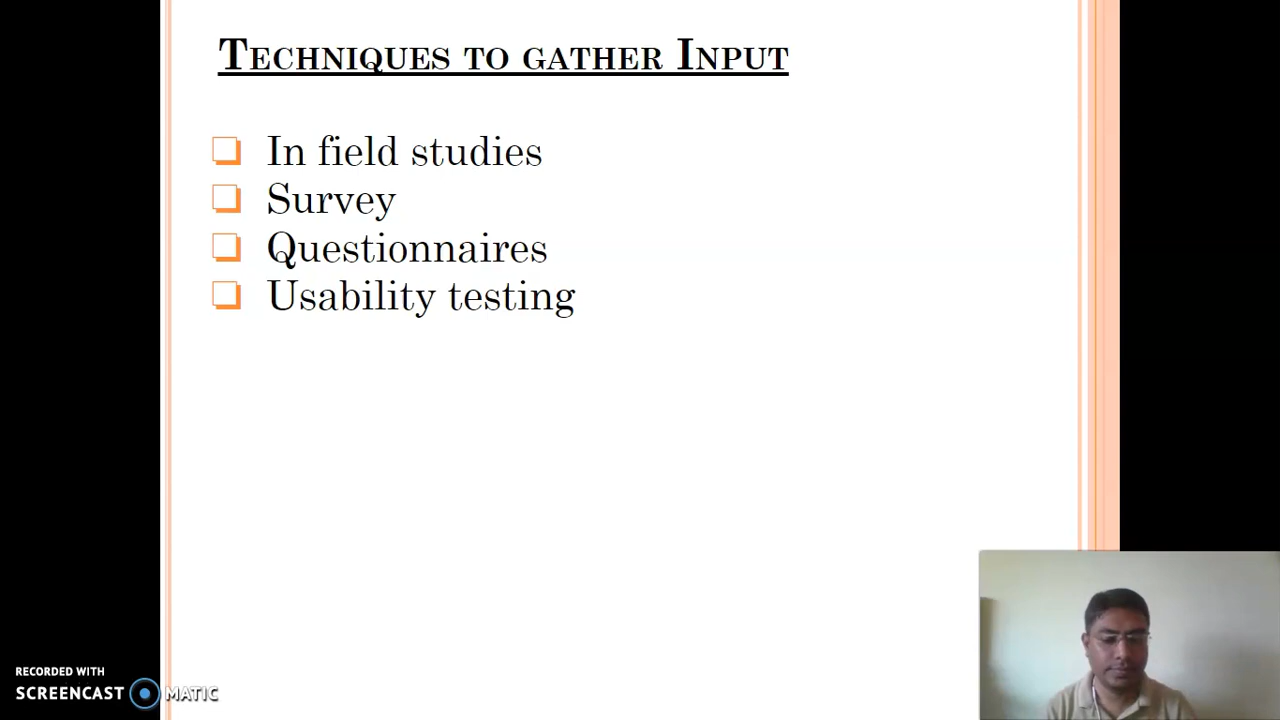 Techniques to gather Input
In field studies
Survey
Questionnaires
Usability testing
RECORDED WITH
SCREENCAST MATIC